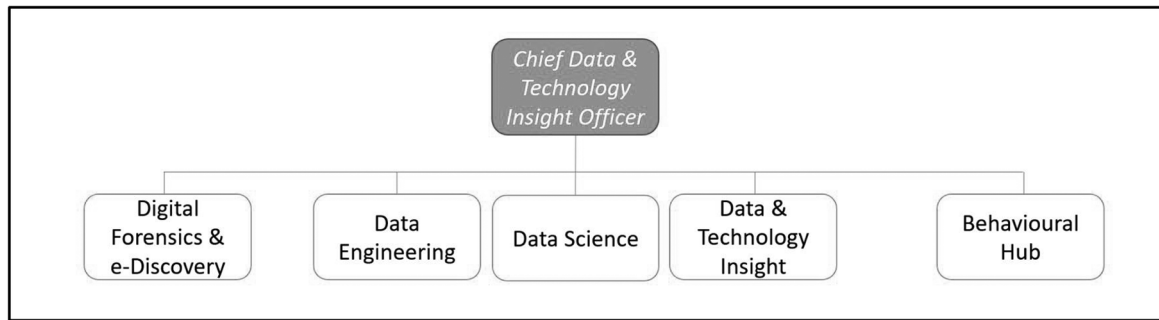 Chief Data &
Technology
Insight Officer
Digital
Forensics &
e-Discovery
Data
Engineering
Data Science
Data &
Technology
Insight
Behavioural
Hub